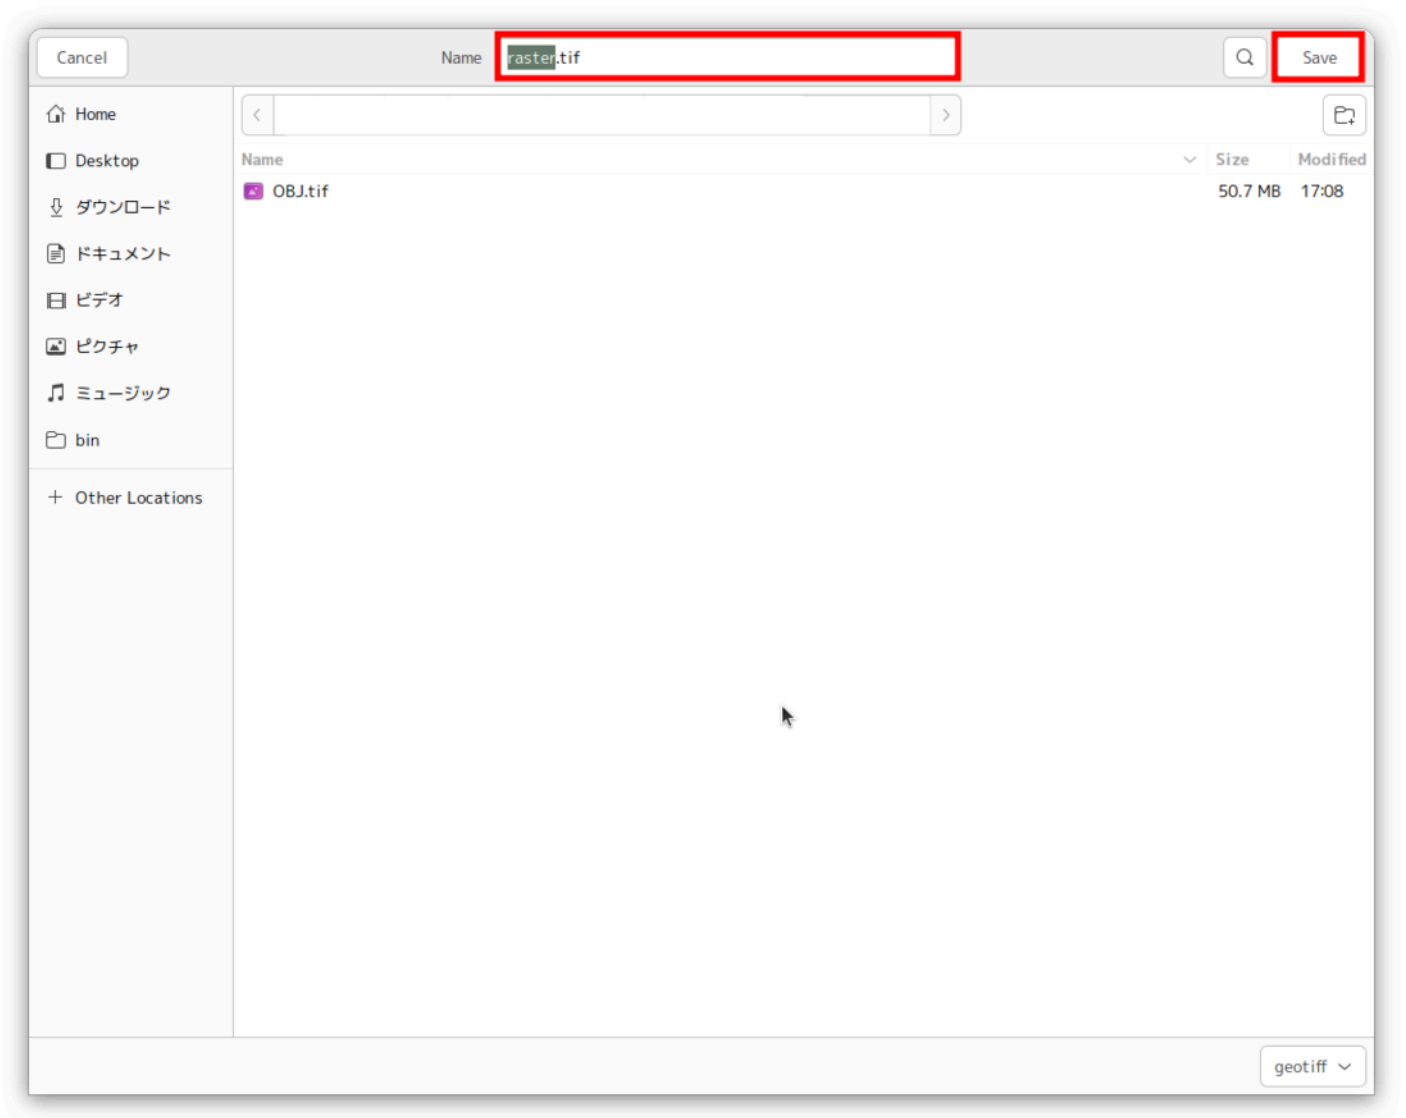 Cancel
Name
raster.tif
Save
Home
Desktop
ダウンロード
ドキュメント
ビデオ
ピクチャ
ミュージック
bin
Other Locations
Name Size Modified
OBJ.tif 50.7 MB 17:08
geotiff